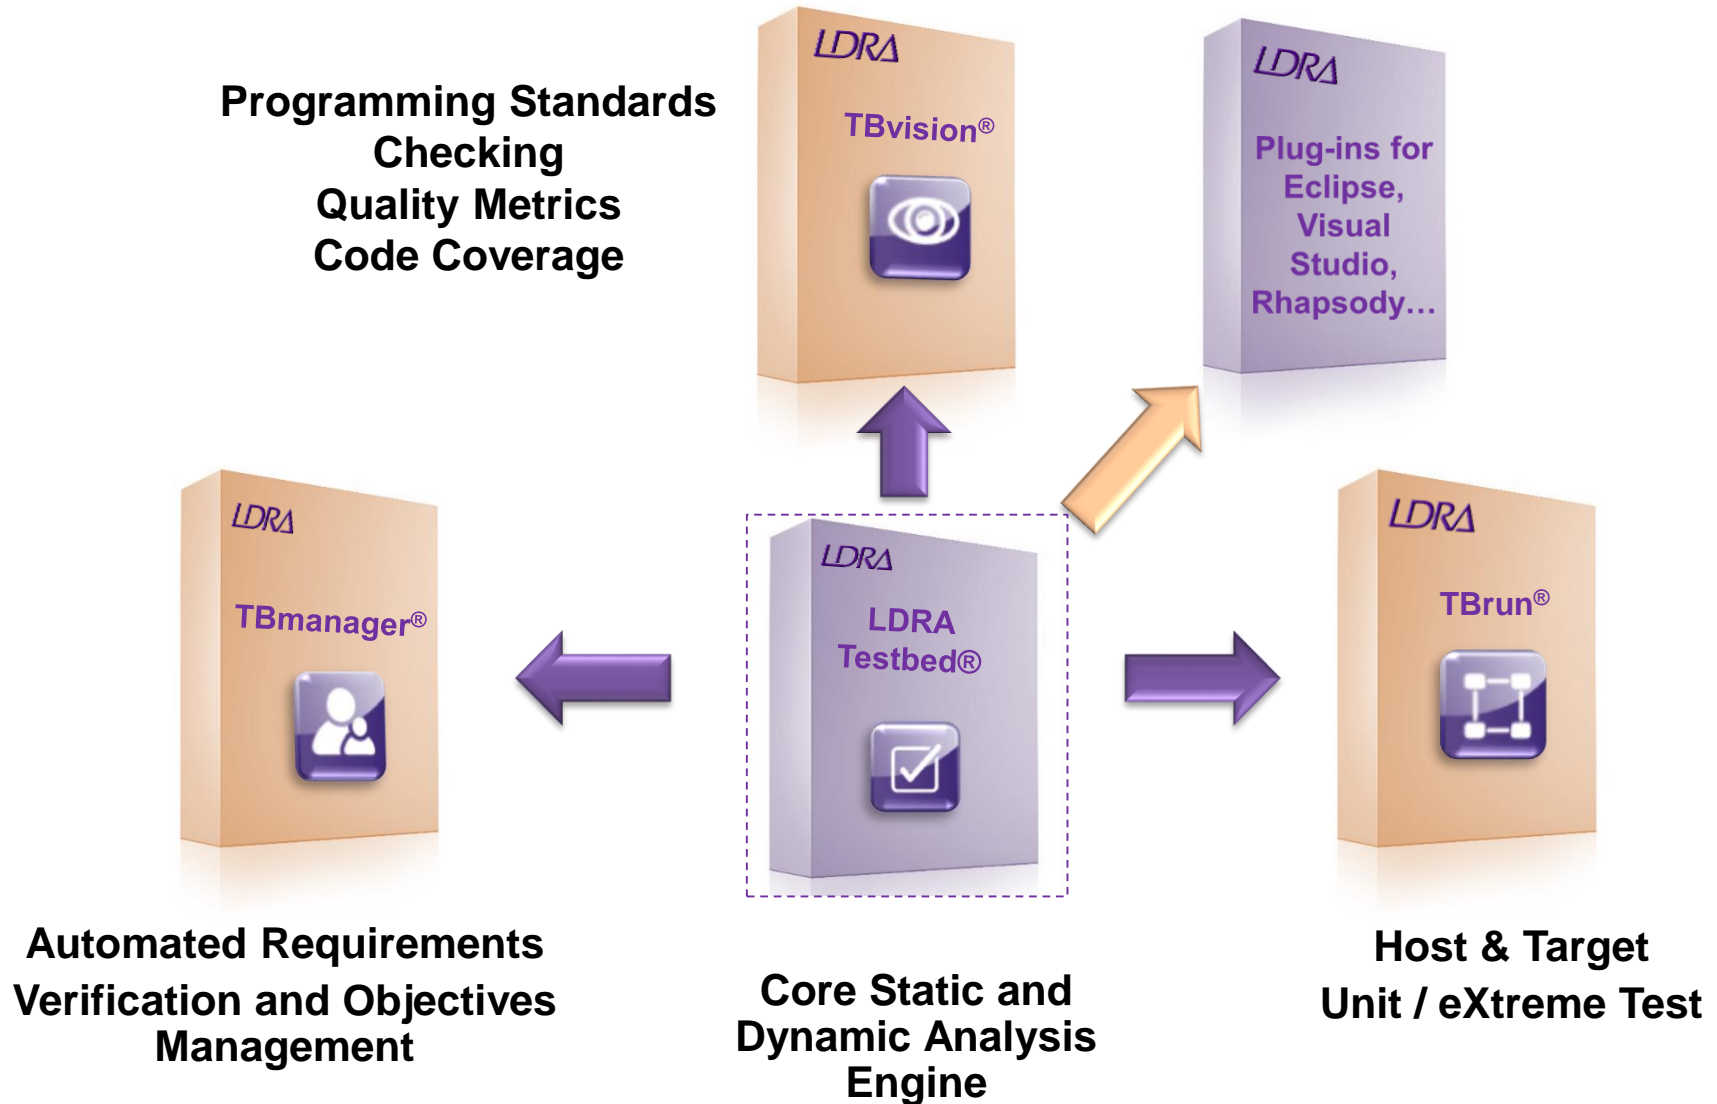 Programming Standards
Checking
Quality Metrics
Code Coverage
LDRA
TBvision®
LDRA
Plug-ins for
Eclipse,
Visual
Studio,
Rhapsody…
LDRA
TBmanager®
Automated Requirements
Verification and Objectives
Management
LDRA
LDRA
Testbed®
Core Static and
Dynamic Analysis
Engine
LDRA
TBrun®
Host & Target
Unit / eXtreme Test